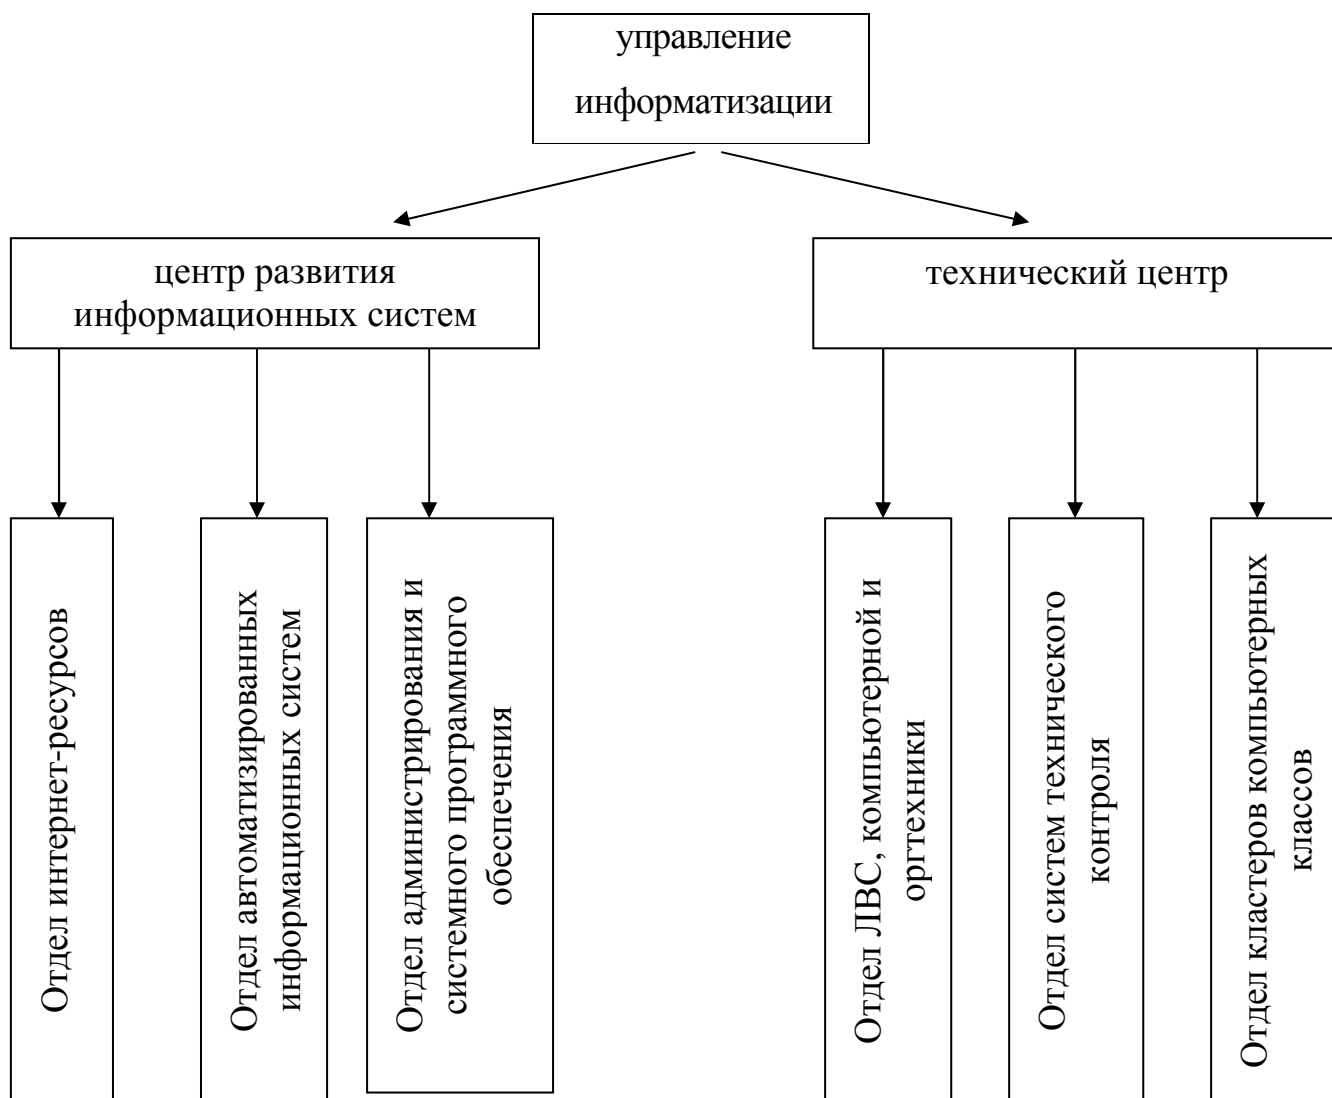 управление
информатизации
центр развития
информационных систем
технический центр
Отдел интернет-ресурсов
Отдел автоматизированных
информационных систем
Отдел администрирования и
системного программного
обеспечения
Отдел ЛВС, компьютерной и
оргтехники
Отдел систем технического
контроля
Отдел кластеров компьютерных
классов